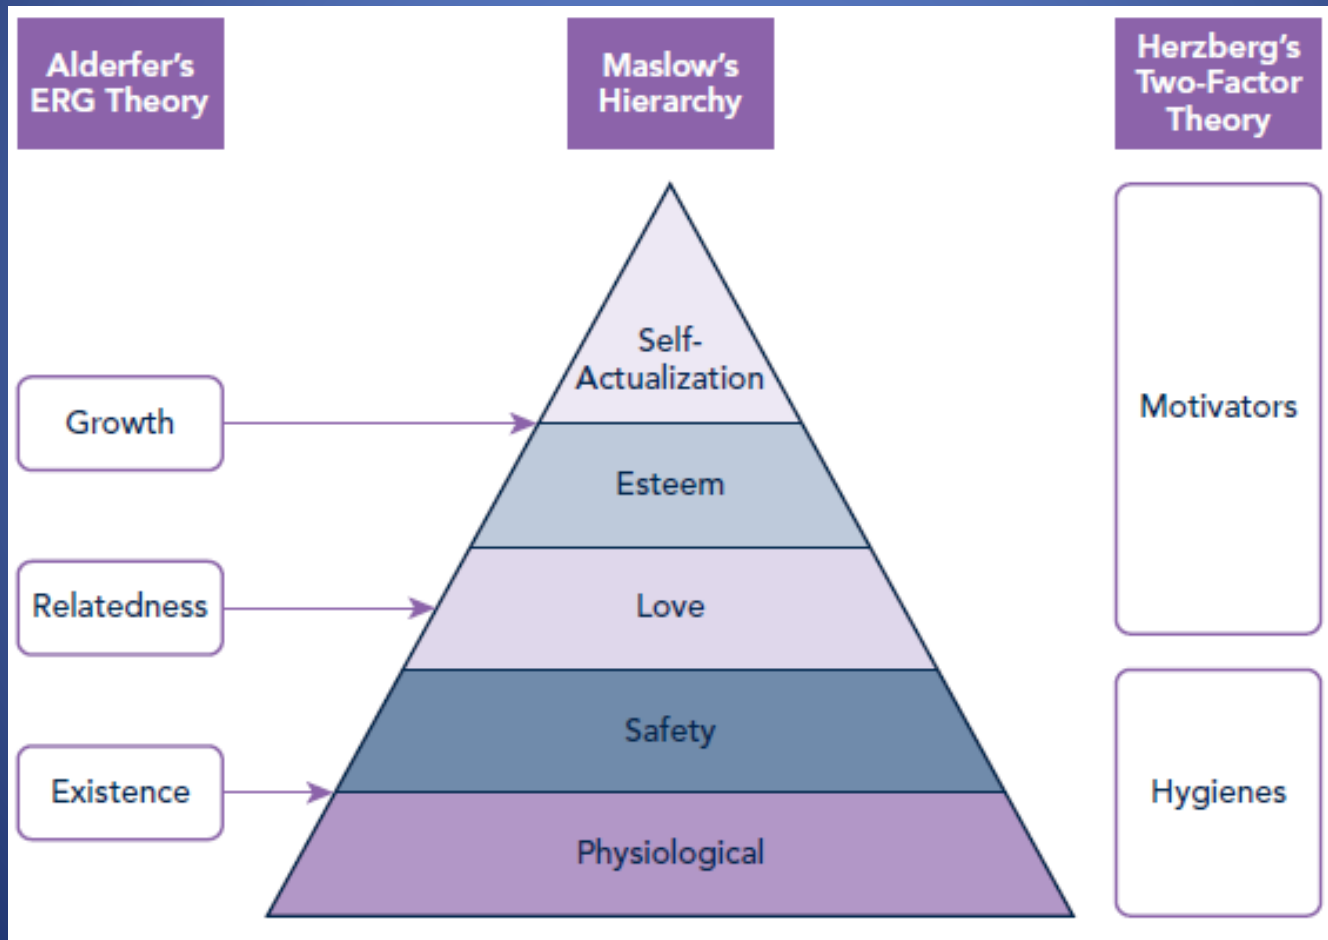 Alderfer's
ERG Theory
Maslow's
Hierarchy
Herzberg's
Two-Factor
Theory
Self-
Actualization
Growth
Motivators
Esteem
Relatedness
Love
Safety
Existence
Hygienes
Physiological